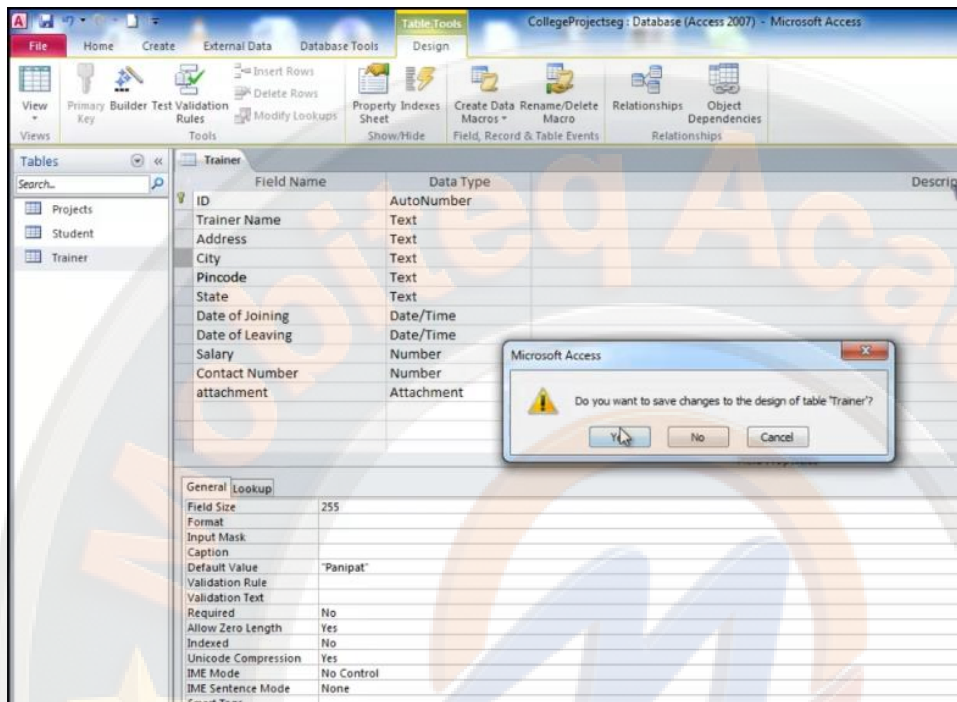 Table Tools
CollegeProjectseg : Database (Access 2007) - Microsoft Access
File Home Create External Data Database Tools Design
View
Primary Key
Builder
Test Validation Rules
Insert Rows
Delete Rows
Modify Lookups
Property Sheet
Indexes
Create Data Macros
Rename/Delete Macro
Relationships
Object Dependencies
Views Tools Show/Hide Field, Record & Table Events Relationships
Tables
Search...
Projects
Student
Trainer
Trainer
Field Name Data Type
ID AutoNumber
Trainer Name Text
Address Text
City Text
Pincode Text
State Text
Date of Joining Date/Time
Date of Leaving Date/Time
Salary Number
Contact Number Number
attachment Attachment
Microsoft Access
Do you want to save changes to the design of table 'Trainer'?
No Cancel
General Lookup
Field Size 255
Format
Input Mask
Caption
Default Value "Panipat"
Validation Rule
Validation Text
Required No
Allow Zero Length Yes
Indexed No
Unicode Compression Yes
IME Mode No Control
IME Sentence Mode None
Mobiteq